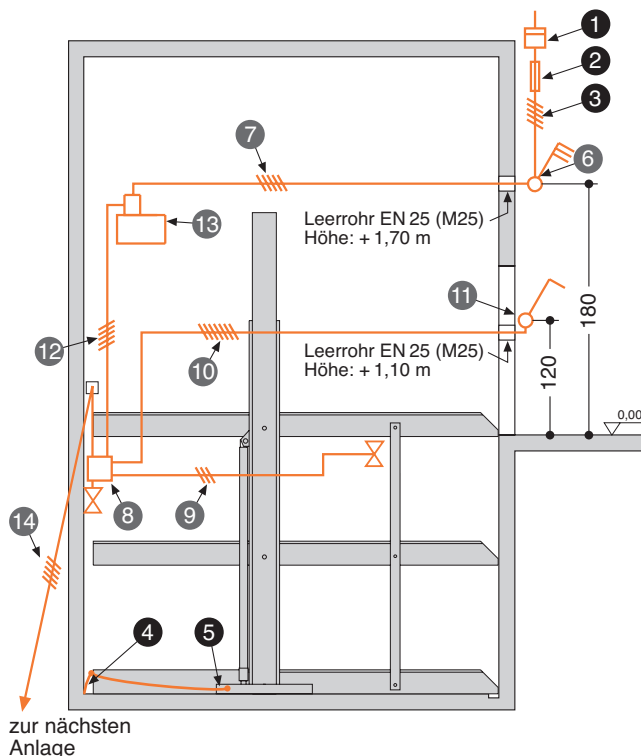 1
2
3
7
6
Leerrohr EN 25 (M25)
Höhe: + 1,70 m
13
11
180
12
10
Leerrohr EN 25 (M25)
Höhe: + 1,10 m
120
0,00
8
9
14
4
5
zur nächsten
Anlage